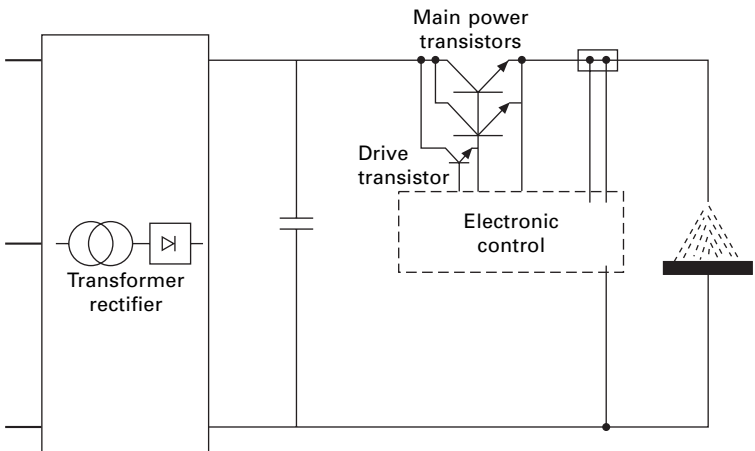 Main power
transistors
Drive
transistor
Electronic
control
Transformer
rectifier